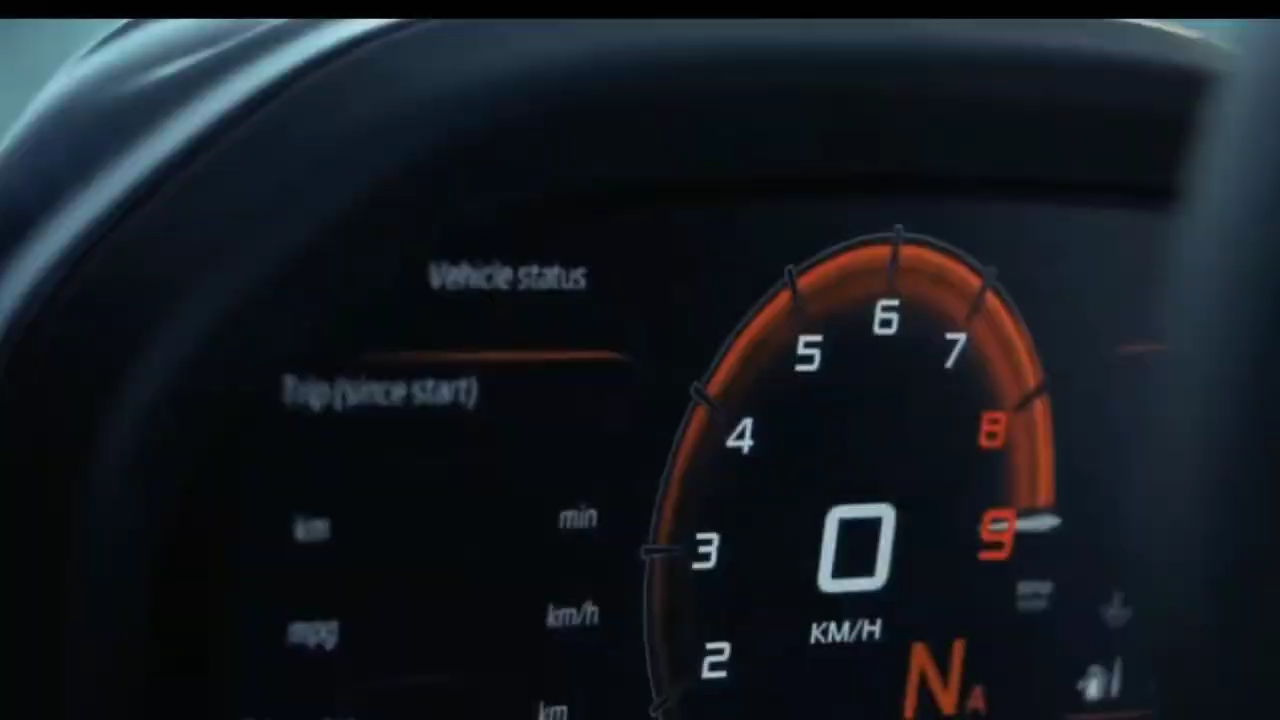 Vehicle status
Trip (since start)
km
min
mpg
km/h
km
6
5
7
4
8
3
0
9
KM/H
2
N
A